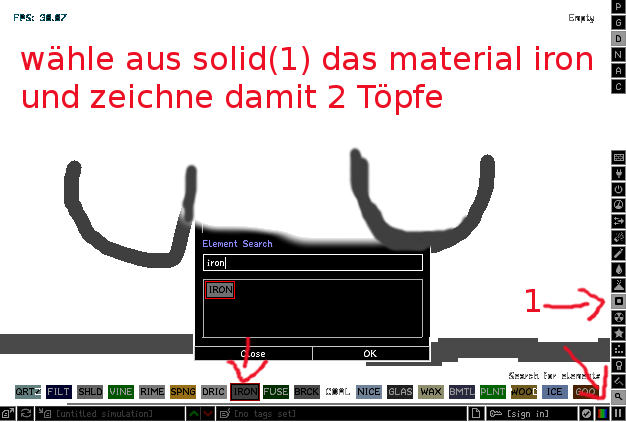 FPS: 30.07
Empty
P
G
D
N
A
C
wähle aus solid(1) das material iron
und zeichne damit 2 Töpfe
Element Search
iron
IRON
1
Close
OK
Search for elements
QRTZ FILT SHLD VINE RIME SPNG DRIC IRON FUSE BRCK COAL NICE GLAS WAX BMTL PLNT WOOD ICE GOO
[untitled simulation]
[no tags set]
[sign in]